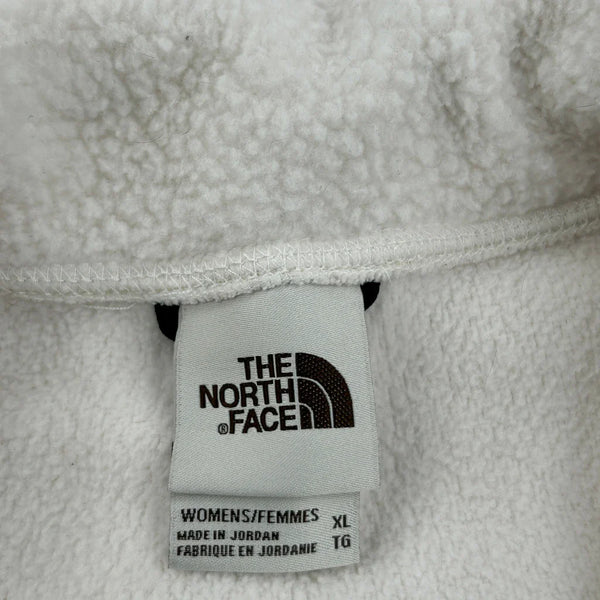 THE
NORTH
FACE
®
WOMENS/FEMMES XL
MADE IN JORDAN TG
FABRIQUE EN JORDANIE